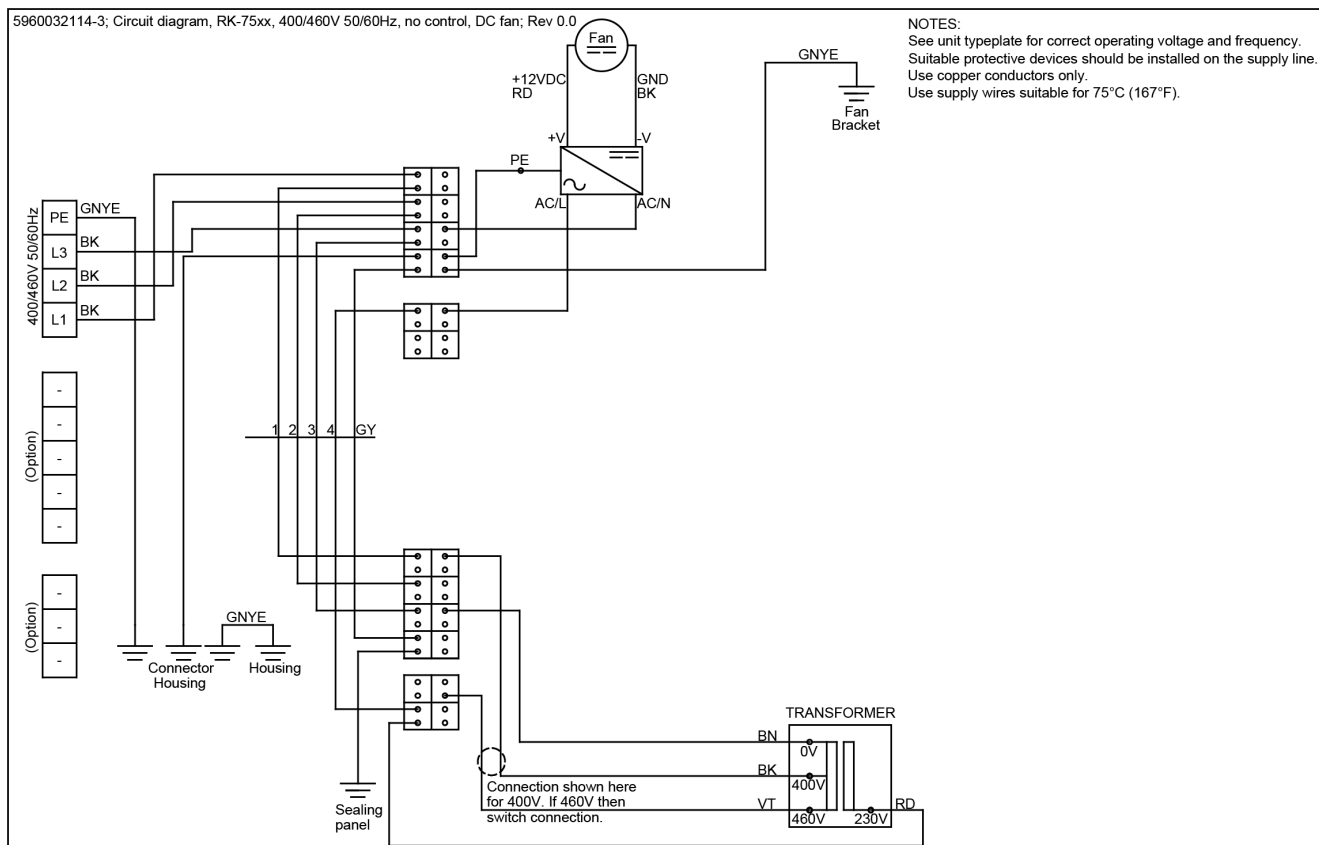 5960032114-3; Circuit diagram, RK-75xx, 400/460V 50/60Hz, no control, DC fan; Rev 0.0
NOTES:
See unit typeplate for correct operating voltage and frequency.
Suitable protective devices should be installed on the supply line.
Use copper conductors only.
Use supply wires suitable for 75°C (167°F).
Fan
+12VDC
RD
GND
BK
GNYE
Fan
Bracket
+V
-V
PE
AC/L
AC/N
400/460V 50/60Hz
PE
GNYE
L3
BK
L2
BK
L1
BK
(Option)
-
-
-
-
-
1
2
3
4
GY
(Option)
-
-
-
GNYE
Connector
Housing
Housing
Sealing
panel
Connection shown here
for 400V. If 460V then
switch connection.
TRANSFORMER
BN
0V
BK
400V
VT
460V
230V
RD